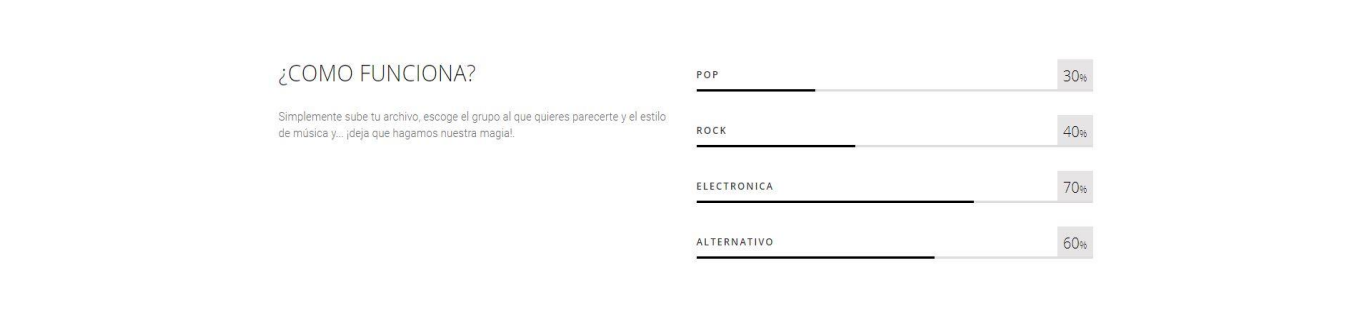 ¿COMO FUNCIONA?
Simplemente sube tu archivo, escoge el grupo al que quieres parecerte y el estilo
de música y... ¡deja que hagamos nuestra magia!.
POP 30%
ROCK 40%
ELECTRONICA 70%
ALTERNATIVO 60%